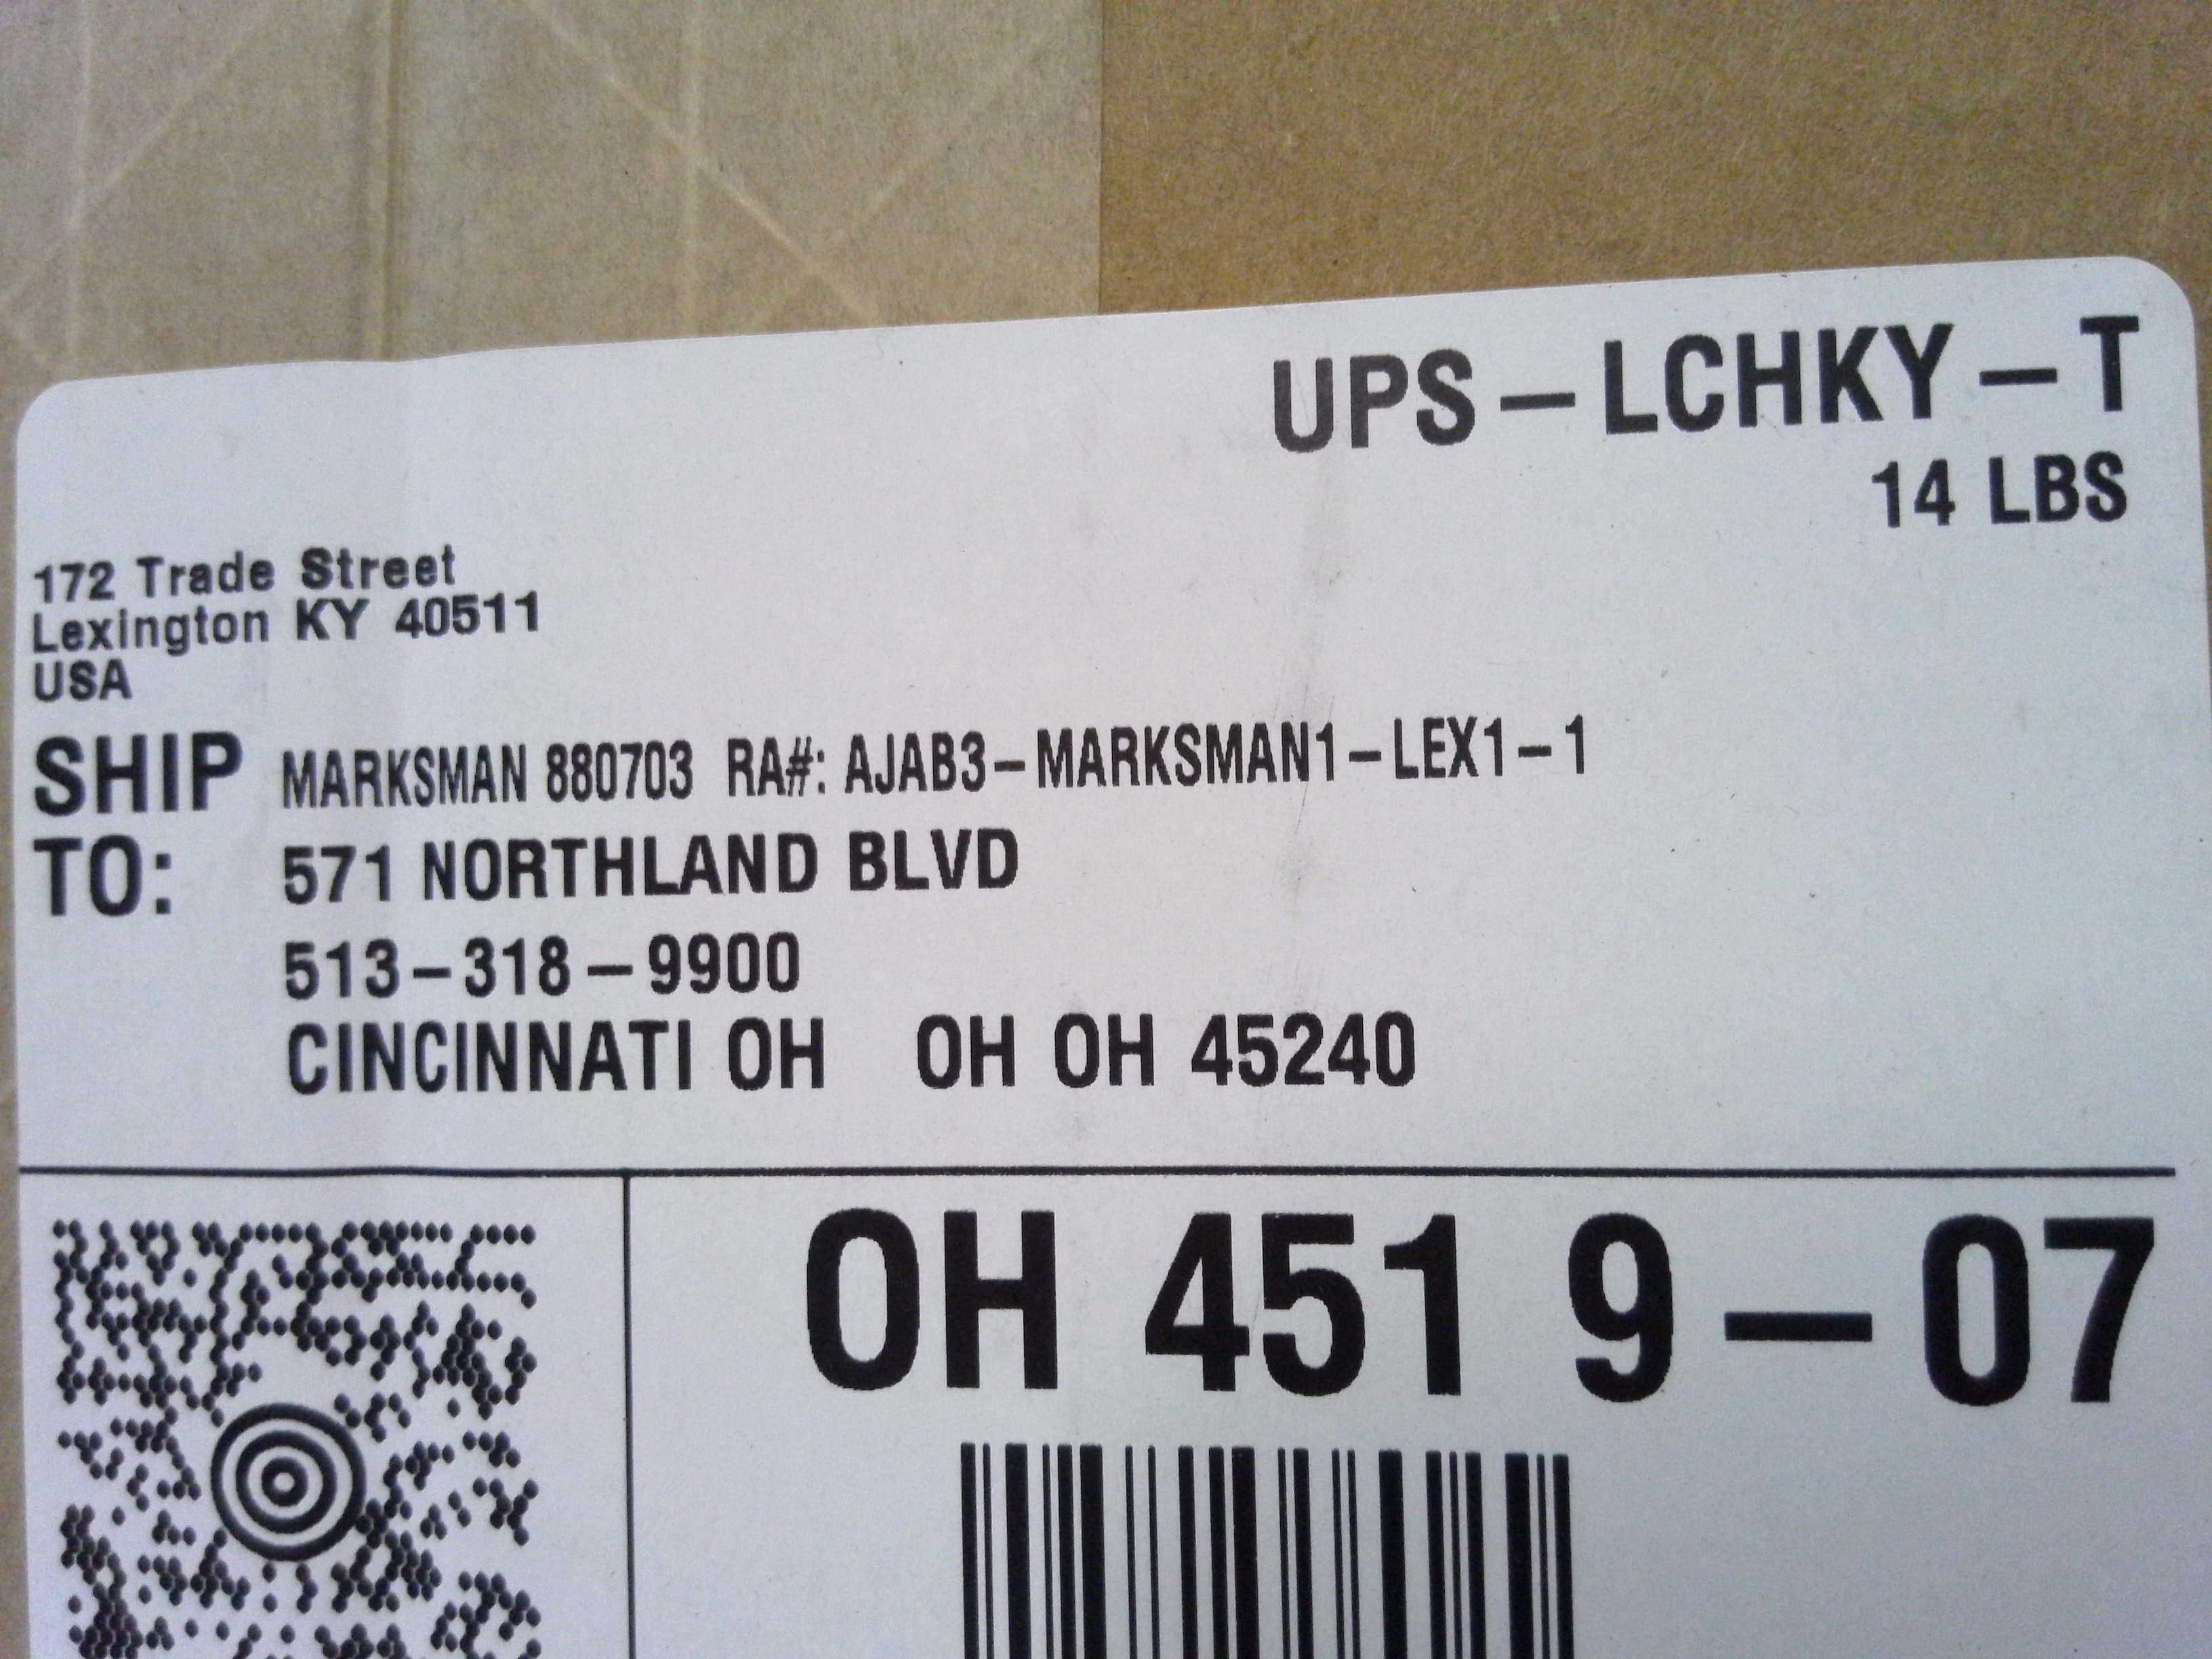 UPS – LCHKY – T
14 LBS
172 Trade Street
Lexington KY 40511
USA
SHIP TO: MARKSMAN 880703 RA#: AJAB3–MARKSMAN1–LEX1–1
571 NORTHLAND BLVD
513–318–9900
CINCINNATI OH OH OH 45240
OH 451 9–07